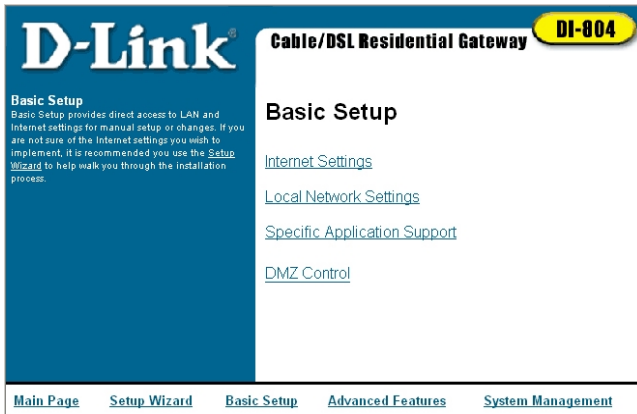 D-Link®
Cable/DSL Residential Gateway
DI-804
Basic Setup
Basic Setup provides direct access to LAN and
Internet settings for manual setup or changes. If you
are not sure of the Internet settings you wish to
implement, it is recommended you use the Setup
Wizard to help walk you through the installation
process.
Basic Setup
Internet Settings
Local Network Settings
Specific Application Support
DMZ Control
Main Page Setup Wizard Basic Setup Advanced Features System Management